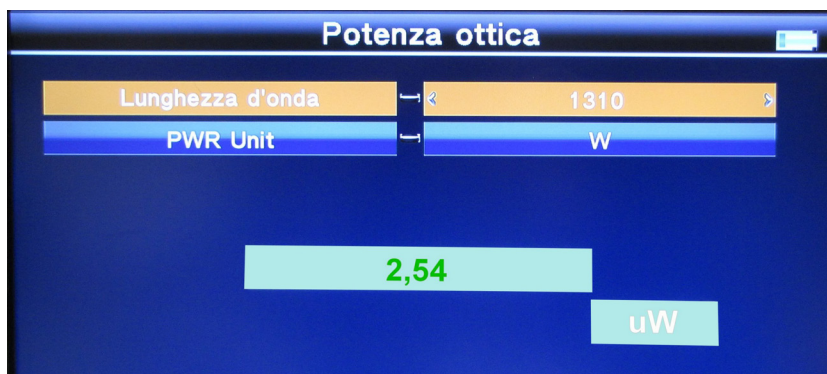 Potenza ottica
Lunghezza d'onda 1310
PWR Unit W
2,54
uW